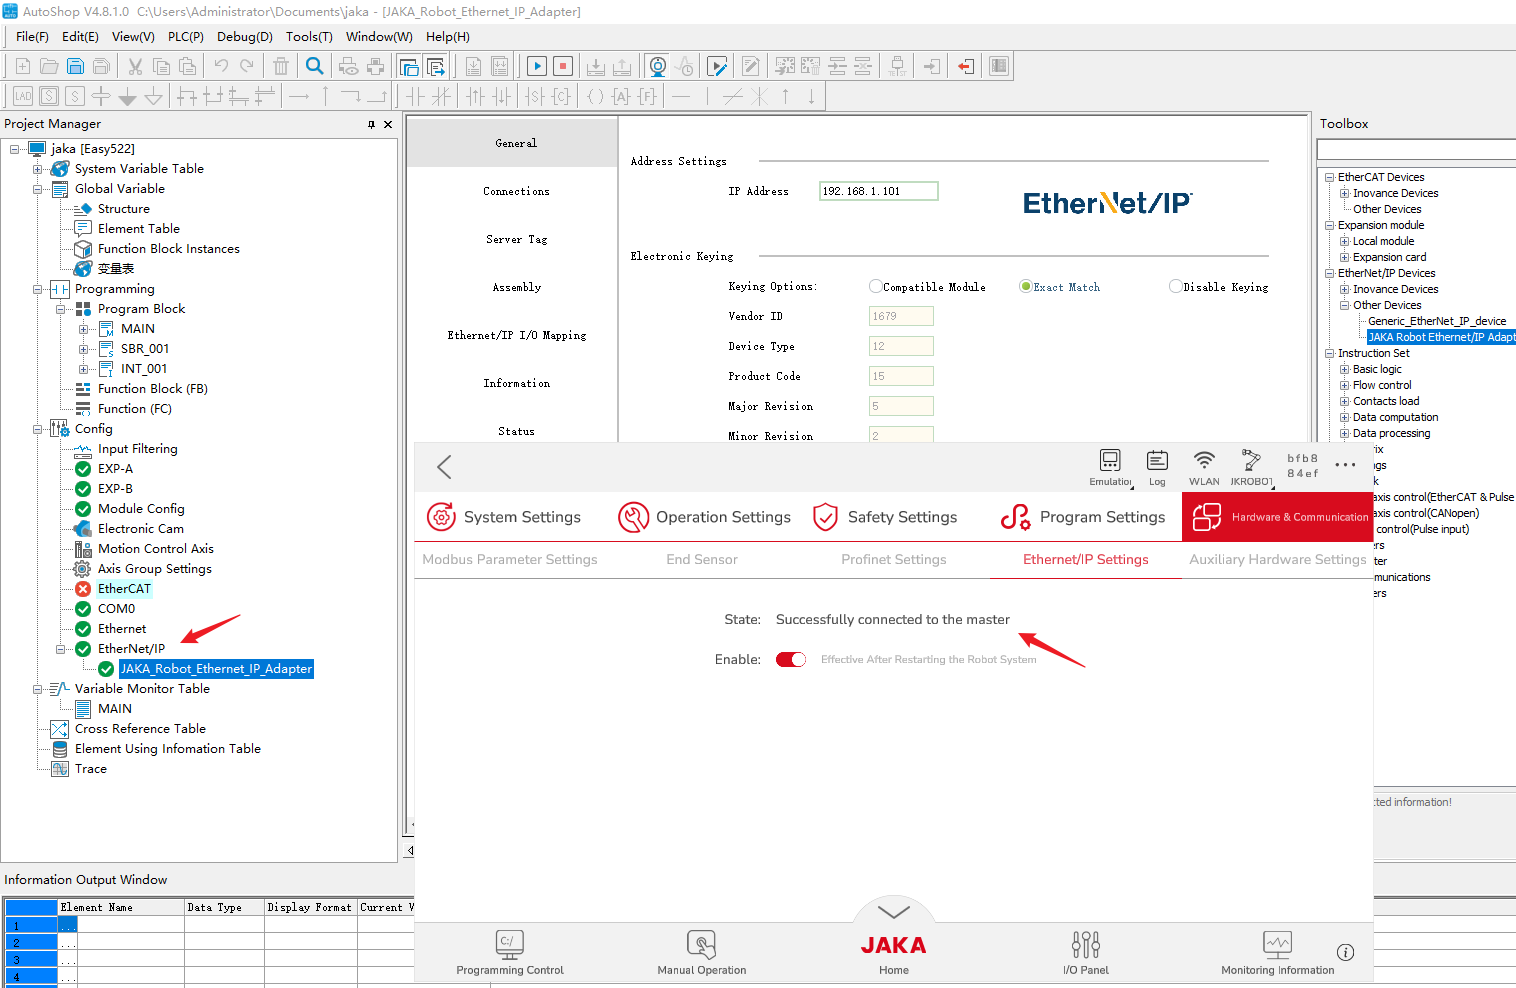 AutoShop V4.8.1.0  C:\Users\Administrator\Documents\jaka - [JAKA_Robot_Ethernet_IP_Adapter]
File(F) Edit(E) View(V) PLC(P) Debug(D) Tools(T) Window(W) Help(H)
Project Manager
jaka [Easy522]
System Variable Table
Global Variable
Structure
Element Table
Function Block Instances
变量表
Programming
Program Block
MAIN
SBR_001
INT_001
Function Block (FB)
Function (FC)
Config
Input Filtering
EXP-A
EXP-B
Module Config
Electronic Cam
Motion Control Axis
Axis Group Settings
EtherCAT
COM0
Ethernet
EtherNet/IP
JAKA_Robot_Ethernet_IP_Adapter
Variable Monitor Table
MAIN
Cross Reference Table
Element Using Infomation Table
Trace
General
Connections
Server Tag
Assembly
Ethernet/IP I/O Mapping
Information
Status
Address Settings
IP Address 192.168.1.101
EtherNet/IP
Electronic Keying
Keying Options: Compatible Module Exact Match Disable Keying
Vendor ID 1679
Device Type 12
Product Code 15
Major Revision 5
Minor Revision 2
Toolbox
EtherCAT Devices
Inovance Devices
Other Devices
Expansion module
Local module
Expansion card
EtherNet/IP Devices
Inovance Devices
Other Devices
Generic_EtherNet_IP_device
JAKA Robot Ethernet/IP Adapt
Instruction Set
Basic logic
Flow control
Contacts load
Data computation
Data processing
rix
gs
k
axis control(EtherCAT & Pulse
axis control(CANopen)
control(Pulse input)
ers
ter
munications
ers
cted information!
Emulatio Log WLAN JKROBOT bfb8
84ef
System Settings Operation Settings Safety Settings Program Settings Hardware & Communication
Modbus Parameter Settings End Sensor Profinet Settings Ethernet/IP Settings Auxiliary Hardware Settings
State: Successfully connected to the master
Enable: Effective After Restarting the Robot System
Programming Control Manual Operation JAKA Home I/O Panel Monitoring Information
Information Output Window
Element Name Data Type Display Format Current V
1 ...
2 ...
3 ...
4 ...